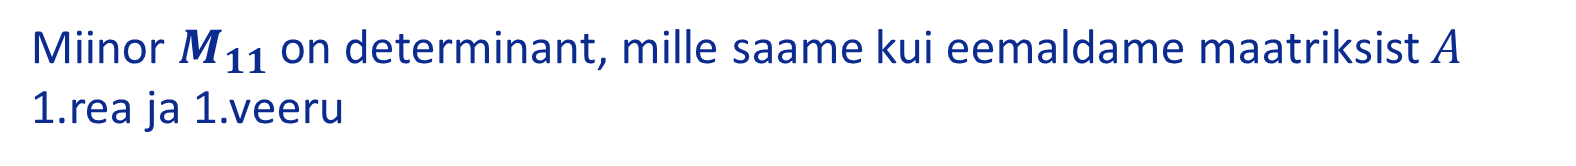 Miinor M₁₁ on determinant, mille saame kui eemaldame maatriksist A
1.rea ja 1.veeru